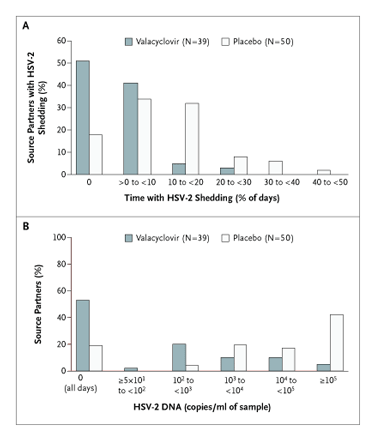 A
Valacyclovir (N=39)
Placebo (N=50)
Source Partners with HSV-2
Shedding (%)
60
50
40
30
20
10
0
0
>0 to <10
10 to <20
20 to <30
30 to <40
40 to <50
Time with HSV-2 Shedding (% of days)
B
Valacyclovir (N=39)
Placebo (N=50)
Source Partners (%)
100
80
60
40
20
0
0
(all days)
≥5×10¹
to <10²
10² to
<10³
10³ to
<10⁴
10⁴ to
<10⁵
≥10⁵
HSV-2 DNA (copies/ml of sample)